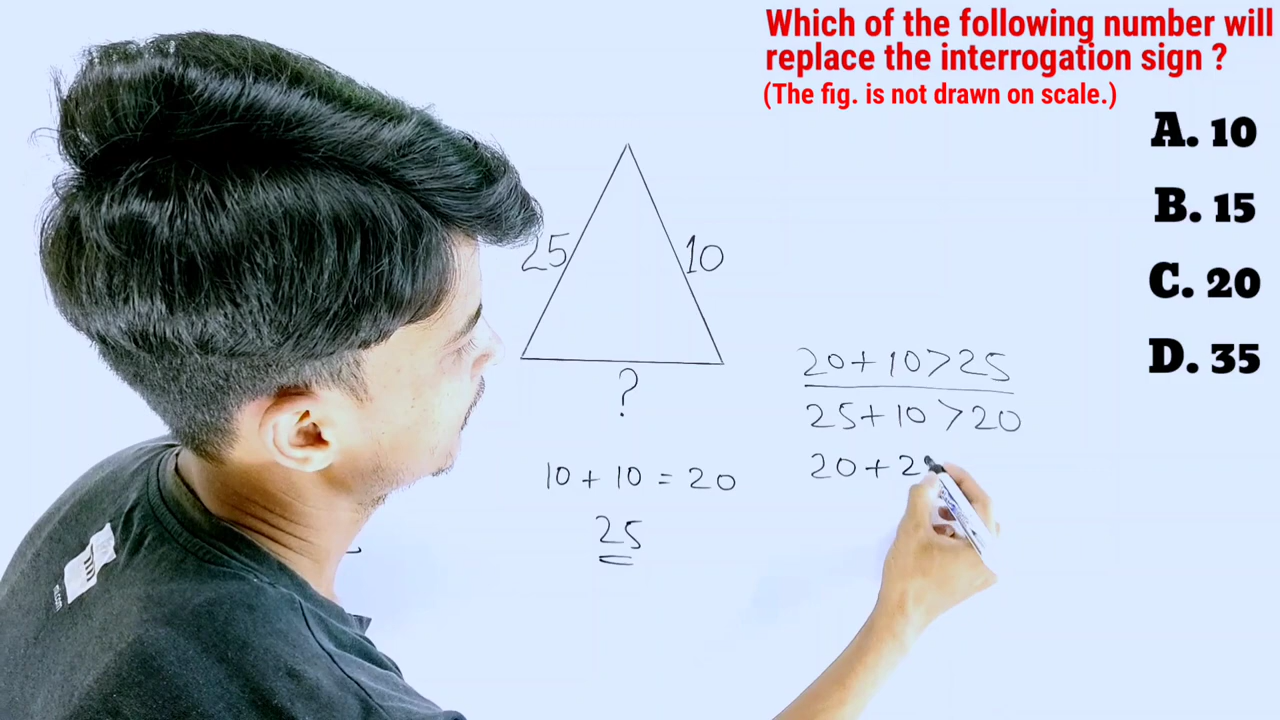 Which of the following number will
replace the interrogation sign ?
(The fig. is not drawn on scale.)
A. 10
B. 15
C. 20
D. 35
25
10
?
10 + 10 = 20
25
20+10>25
25+10>20
20+2